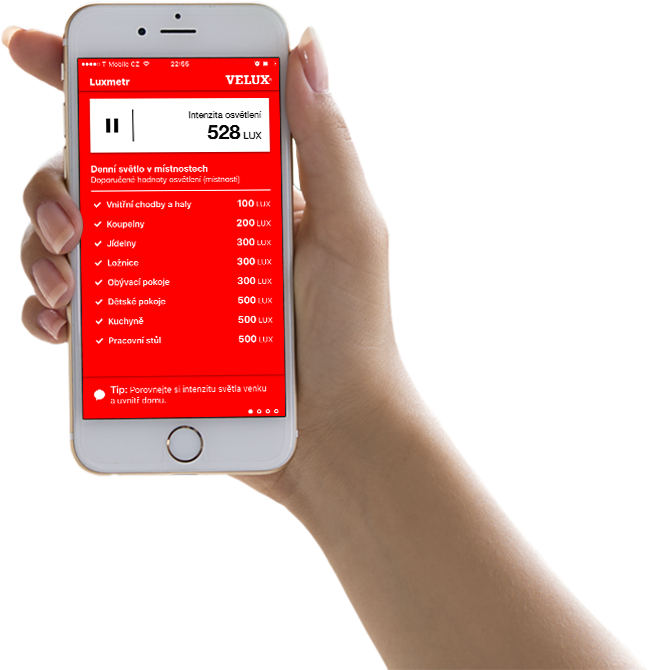 T Mobile CZ 22:55
Luxmetr VELUX
Intenzita osvětlení
528 LUX
Denní světlo v místnostech
Doporučené hodnoty osvětlení (místnosti)
Vnitřní chodby a haly 100 LUX
Koupelny 200 LUX
Jídelny 300 LUX
Ložnice 300 LUX
Obývací pokoje 300 LUX
Dětské pokoje 500 LUX
Kuchyně 500 LUX
Pracovní stůl 500 LUX
Tip: Porovnejte si intenzitu světla venku
a uvnitř domu.